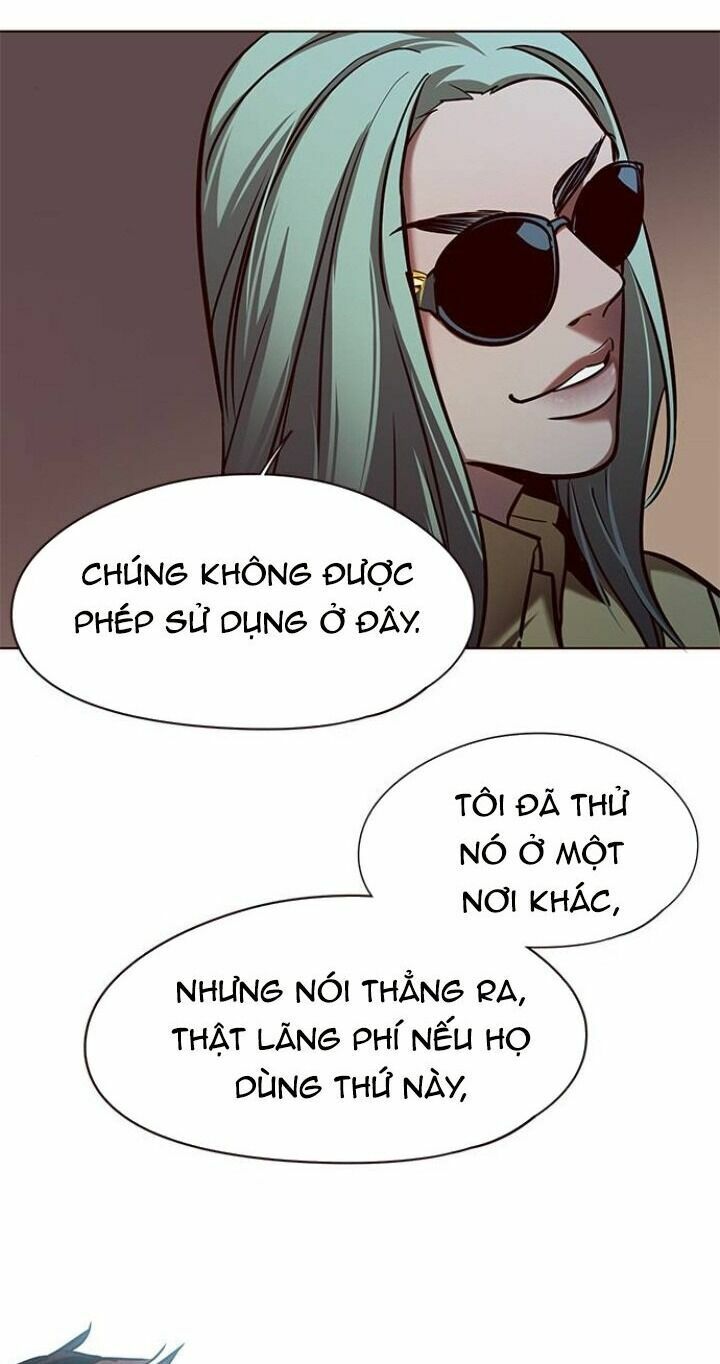 CHÚNG KHÔNG ĐƯỢC
PHÉP SỬ DỤNG Ở ĐÂY.
TÔI ĐÃ THỬ
NÓ Ở MỘT
NƠI KHÁC,
NHƯNG NÓI THẲNG RA,
THẬT LÃNG PHÍ NẾU HỌ
DÙNG THỨ NÀY,